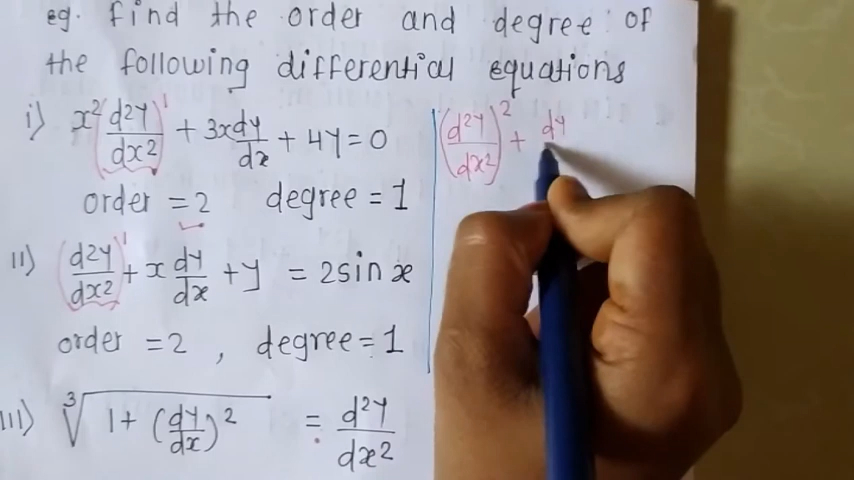 eg. find the order and degree of
the following differential equations
i) x² (d²y/dx²)¹ + 3x dy/dx + 4y = 0
order = 2 degree = 1
ii) (d²y/dx²)¹ + x dy/dx + y = 2 sin x
order = 2 , degree = 1
iii) ∛(1 + (dy/dx)²) = d²y/dx²
(d²y/dx²)² + dy